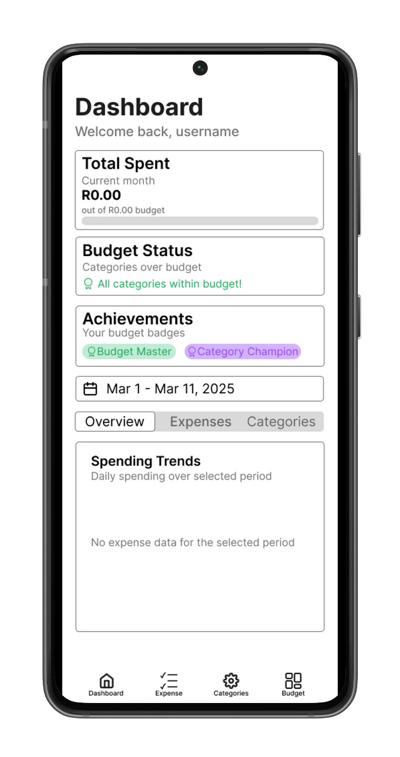 Dashboard
Welcome back, username
Total Spent
Current month
R0.00
out of R0.00 budget
Budget Status
Categories over budget
All categories within budget!
Achievements
Your budget badges
Budget Master Category Champion
Mar 1 - Mar 11, 2025
Overview Expenses Categories
Spending Trends
Daily spending over selected period
No expense data for the selected period
Dashboard Expense Categories Budget